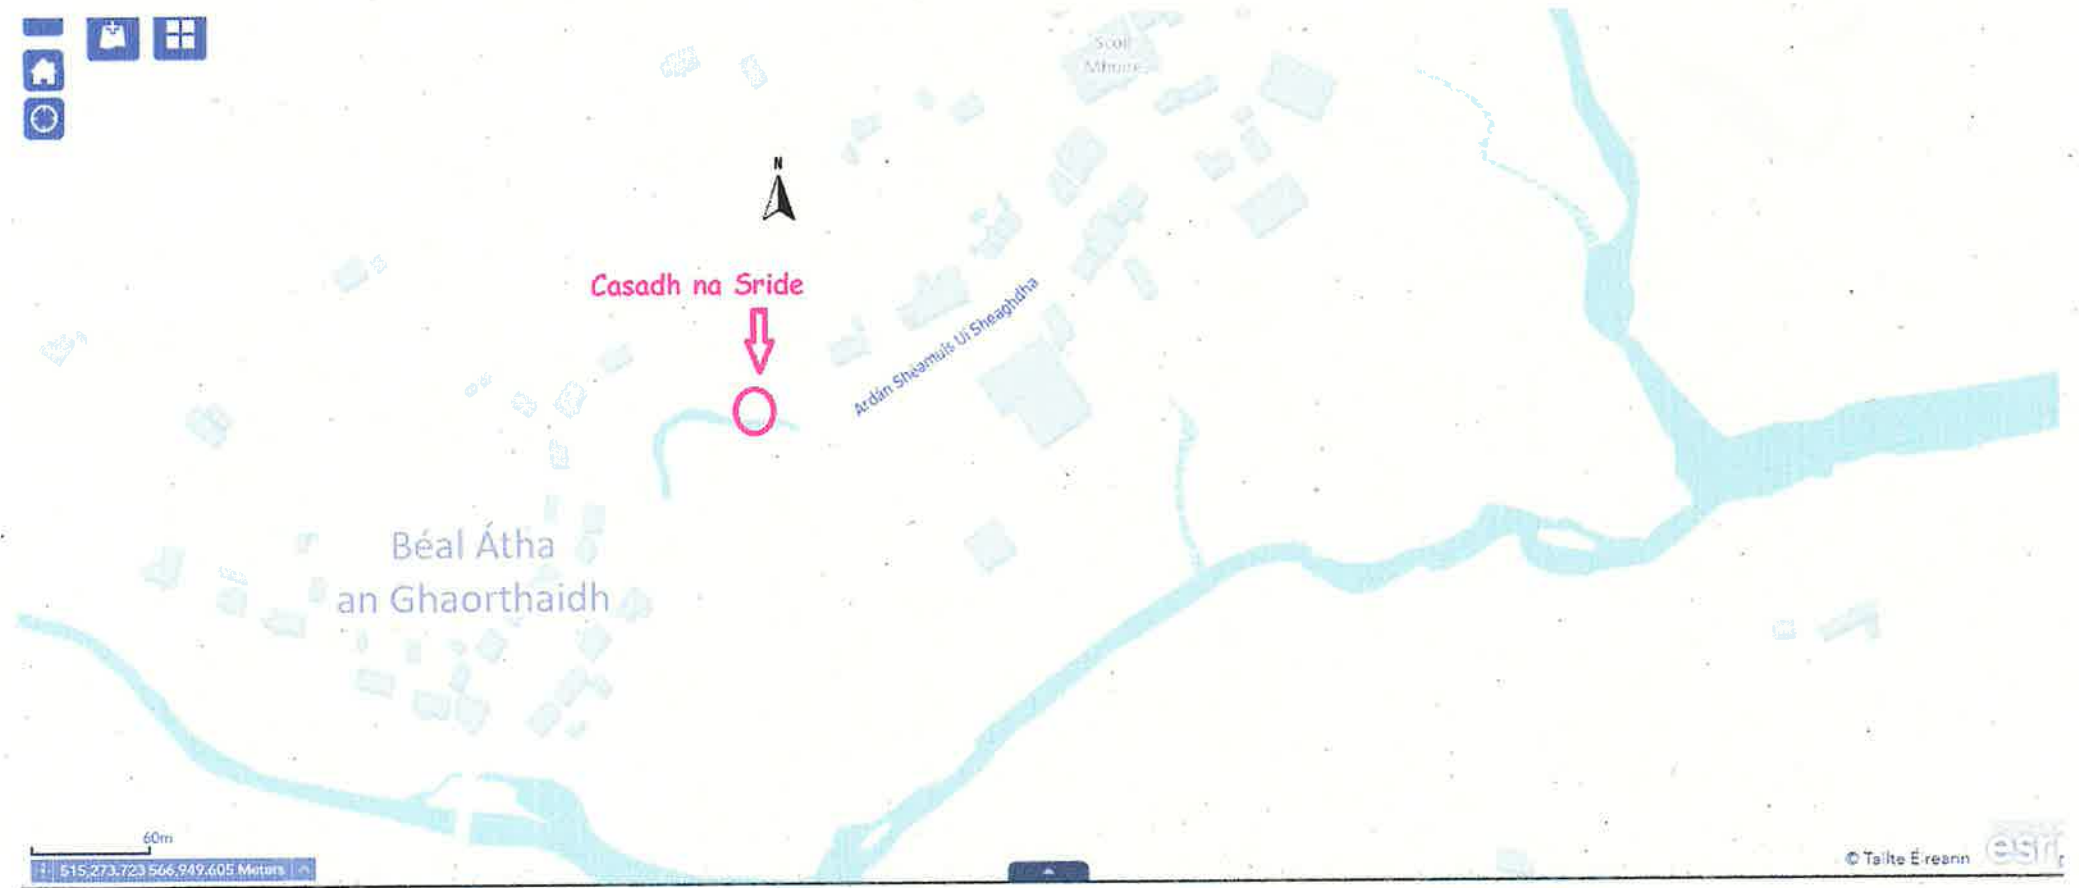 Scoil
Mhuire
N
Casadh na Sride
Ardán Shéamuis Uí Sheaghdha
Béal Átha
an Ghaorthaidh
60m
515,273.723 566,949.605 Meters
© Tailte Éireann
esri